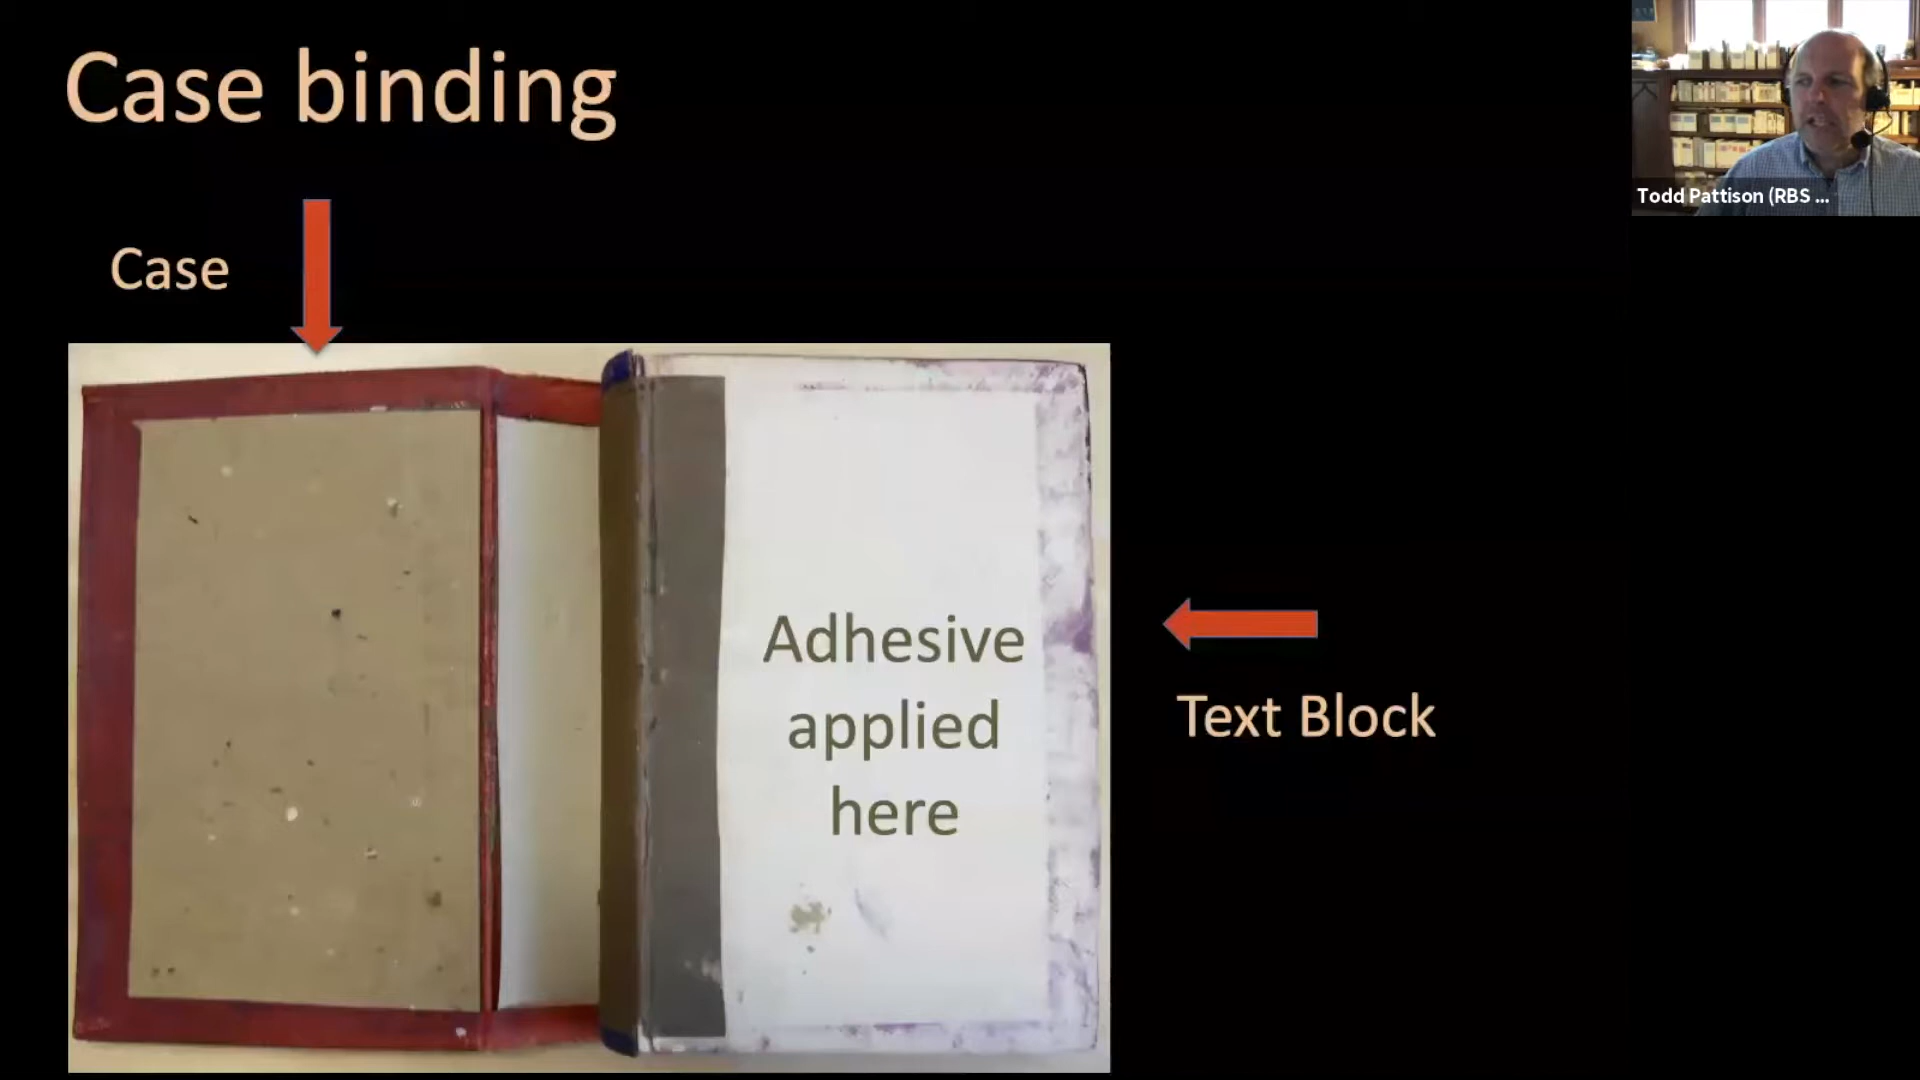 Case binding
Case
Adhesive
applied
here
Text Block
Todd Pattison (RBS ...